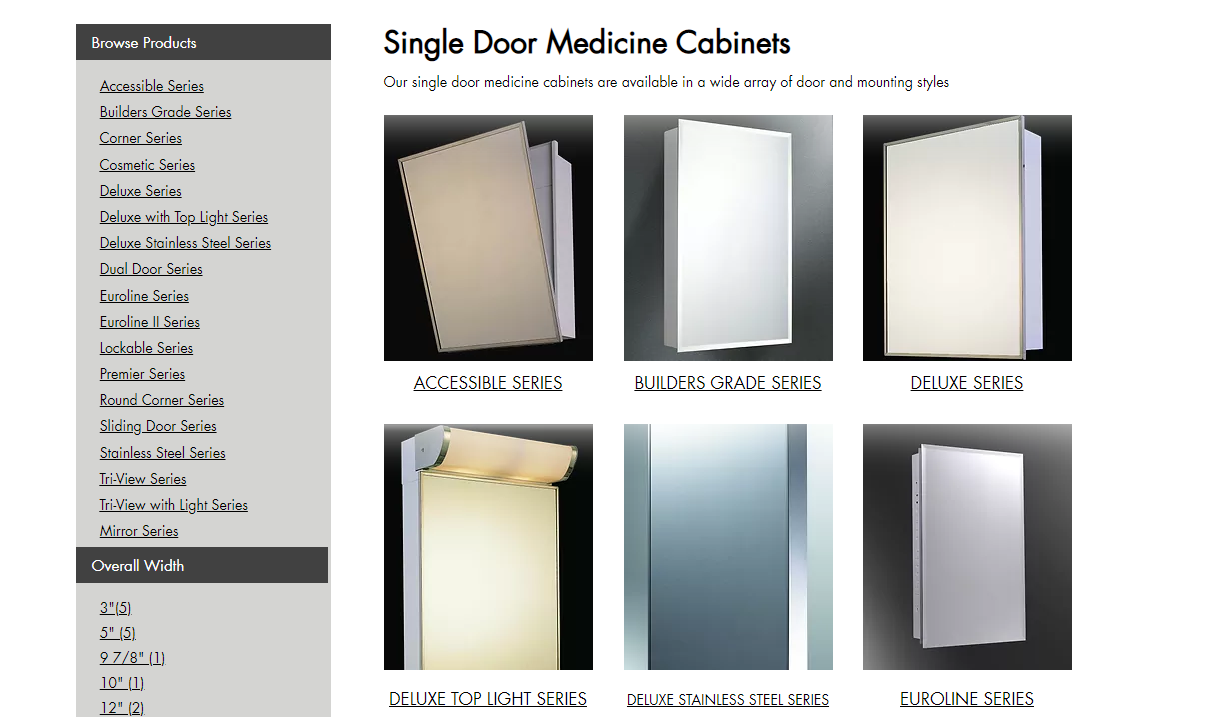 Browse Products
Accessible Series
Builders Grade Series
Corner Series
Cosmetic Series
Deluxe Series
Deluxe with Top Light Series
Deluxe Stainless Steel Series
Dual Door Series
Euroline Series
Euroline II Series
Lockable Series
Premier Series
Round Corner Series
Sliding Door Series
Stainless Steel Series
Tri-View Series
Tri-View with Light Series
Mirror Series
Overall Width
3"(5)
5" (5)
9 7/8" (1)
10" (1)
12" (2)
Single Door Medicine Cabinets
Our single door medicine cabinets are available in a wide array of door and mounting styles
ACCESSIBLE SERIES
BUILDERS GRADE SERIES
DELUXE SERIES
DELUXE TOP LIGHT SERIES
DELUXE STAINLESS STEEL SERIES
EUROLINE SERIES